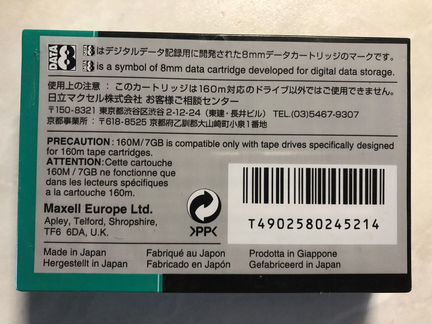 DATA 8 8 はデジタルデータ記録用に開発された8mmデータカートリッジのマークです。
8 is a symbol of 8mm data cartridge developed for digital data storage.
使用上の注意 : このカートリッジは160m対応のドライブ以外ではご使用できません。
日立マクセル株式会社 お客様ご相談センター
〒150-8321 東京都渋谷区渋谷 2-12-24 (東建・長井ビル) TEL.(03)5467-9307
京都事業所 : 〒618-8525 京都府乙訓郡大山崎町小泉1番地
PRECAUTION: 160M/7GB is compatible only with tape drives specifically designed
for 160m tape cartridges.
ATTENTION:Cette cartouche
160M / 7GB ne fonctionne que
dans les lecteurs spécifiques
a la cartouche 160m.
Maxell Europe Ltd.
Apley, Telford, Shropshire,
TF6 6DA, U.K.
>PP<
T4902580245214
Made in Japan Fabriqué au Japon Prodotta in Giappone
Hergestellt in Japan Fabricado en Japón Gefabriceerd in Japan